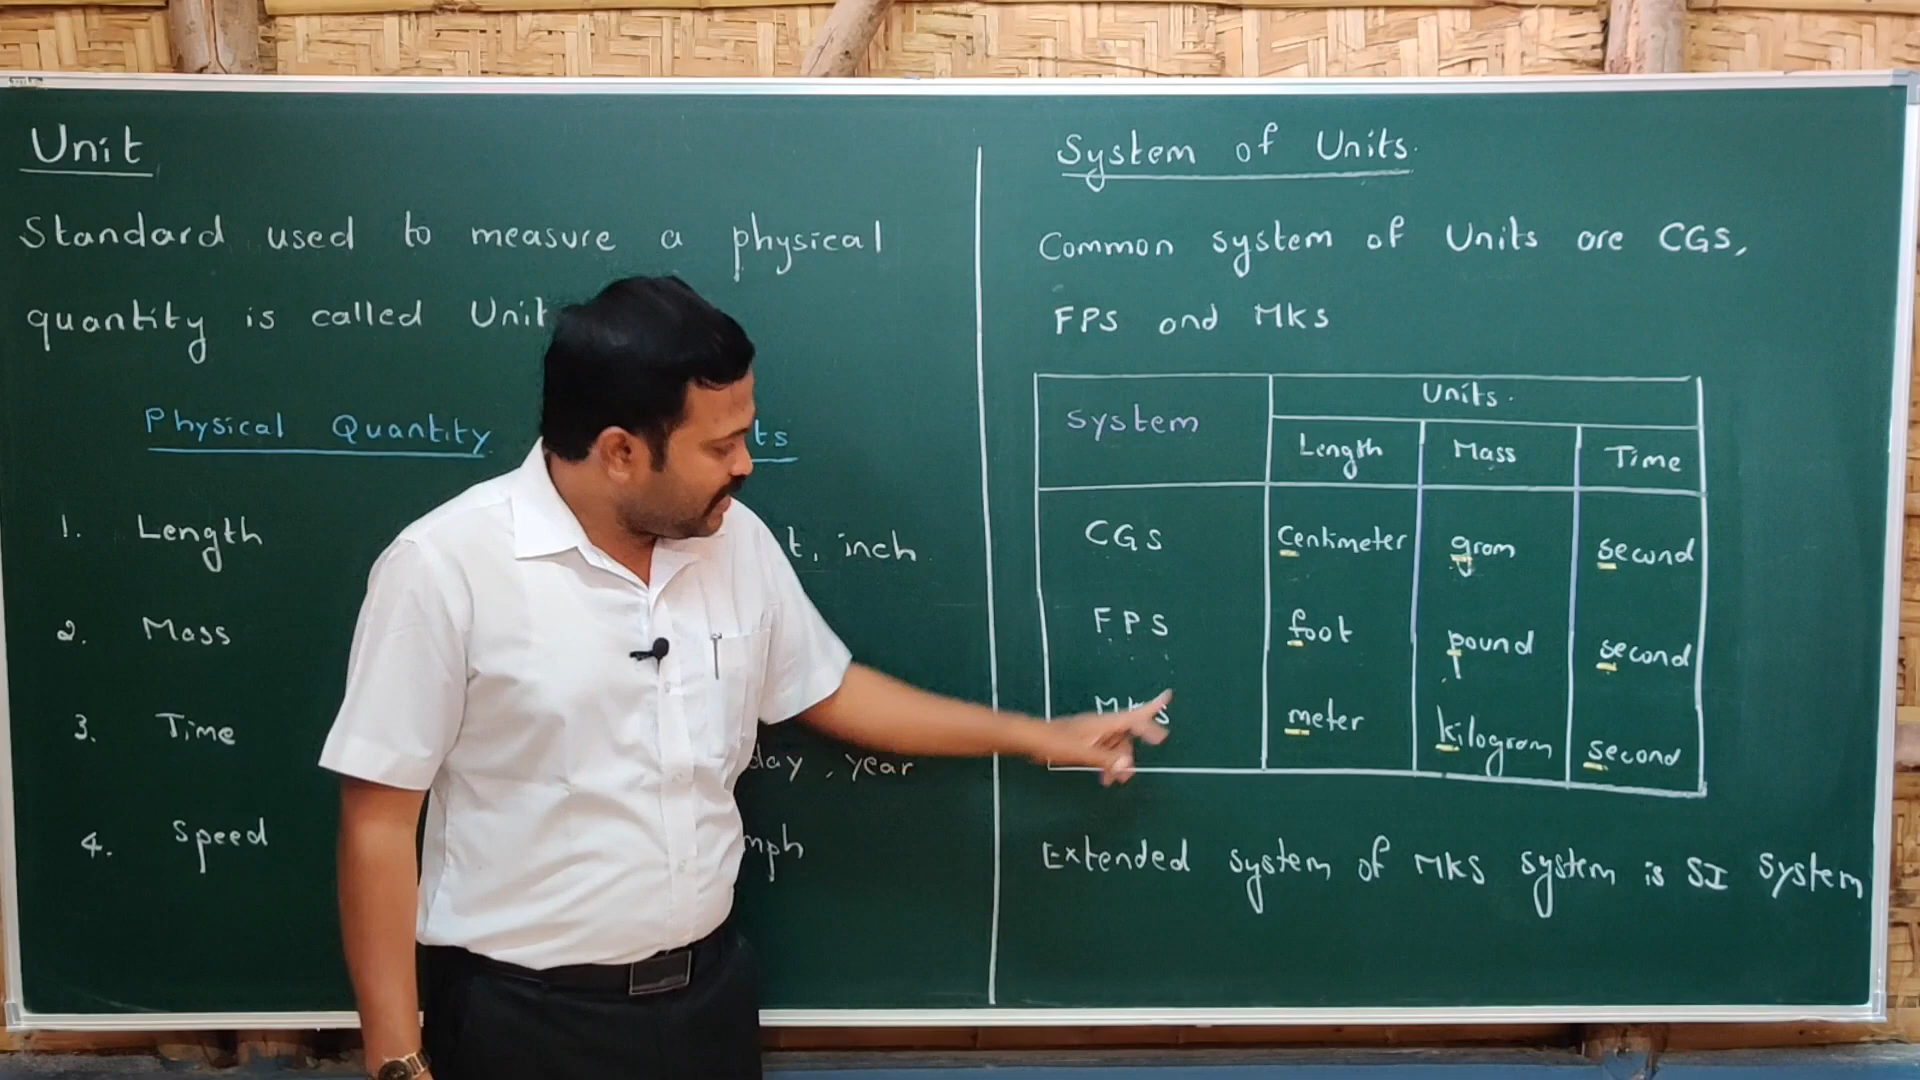 Unit
Standard used to measure a physical
quantity is called Unit
Physical Quantity
1. Length inch
2. Mass
3. Time day, year
4. Speed mph
System of Units.
Common system of Units are CGS,
FPS and MKS
System Units.
Length Mass Time
CGS centimeter gram second
FPS foot pound second
MKS meter kilogram second
Extended system of MKS system is SI system